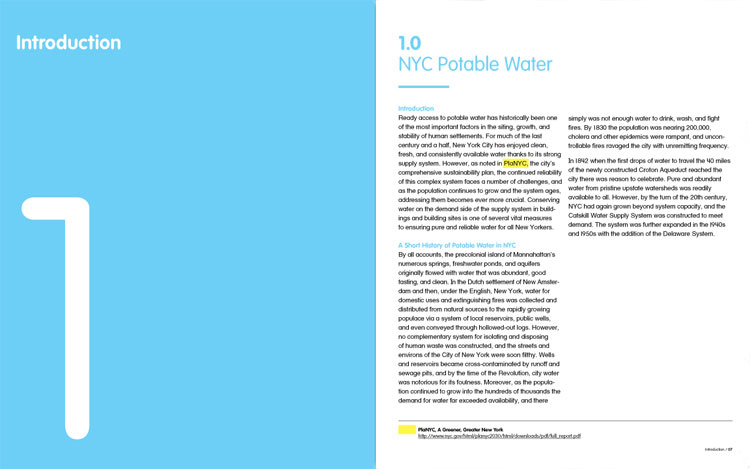 Introduction
1
1.0
NYC Potable Water
Introduction
Ready access to potable water has historically been one
of the most important factors in the siting, growth, and
stability of human settlements. For much of the last
century and a half, New York City has enjoyed clean,
fresh, and consistently available water thanks to its strong
supply system. However, as noted in PlaNYC, the city's
comprehensive sustainability plan, the continued reliability
of this complex system faces a number of challenges, and
as the population continues to grow and the system ages,
addressing them becomes ever more crucial. Conserving
water on the demand side of the supply system in build-
ings and building sites is one of several vital measures
to ensuring pure and reliable water for all New Yorkers.
A Short History of Potable Water in NYC
By all accounts, the precolonial island of Mannahattan's
numerous springs, freshwater ponds, and aquifers
originally flowed with water that was abundant, good
tasting, and clean. In the Dutch settlement of New Amster-
dam and then, under the English, New York, water for
domestic uses and extinguishing fires was collected and
distributed from natural sources to the rapidly growing
populace via a system of local reservoirs, public wells,
and even conveyed through hollowed-out logs. However,
no complementary system for isolating and disposing
of human waste was constructed, and the streets and
environs of the City of New York were soon filthy. Wells
and reservoirs became cross-contaminated by runoff and
sewage pits, and by the time of the Revolution, city water
was notorious for its foulness. Moreover, as the popula-
tion continued to grow into the hundreds of thousands the
demand for water far exceeded availability, and there
simply was not enough water to drink, wash, and fight
fires. By 1830 the population was nearing 200,000,
cholera and other epidemics were rampant, and uncon-
trollable fires ravaged the city with unremitting frequency.
In 1842 when the first drops of water to travel the 40 miles
of the newly constructed Croton Aqueduct reached the
city there was reason to celebrate. Pure and abundant
water from pristine upstate watersheds was readily
available to all. However, by the turn of the 20th century,
NYC had again grown beyond system capacity, and the
Catskill Water Supply System was constructed to meet
demand. The system was further expanded in the 1940s
and 1950s with the addition of the Delaware System.
PlaNYC, A Greener, Greater New York
http://www.nyc.gov/html/planyc2030/html/downloads/pdf/full_report.pdf
Introduction / 07